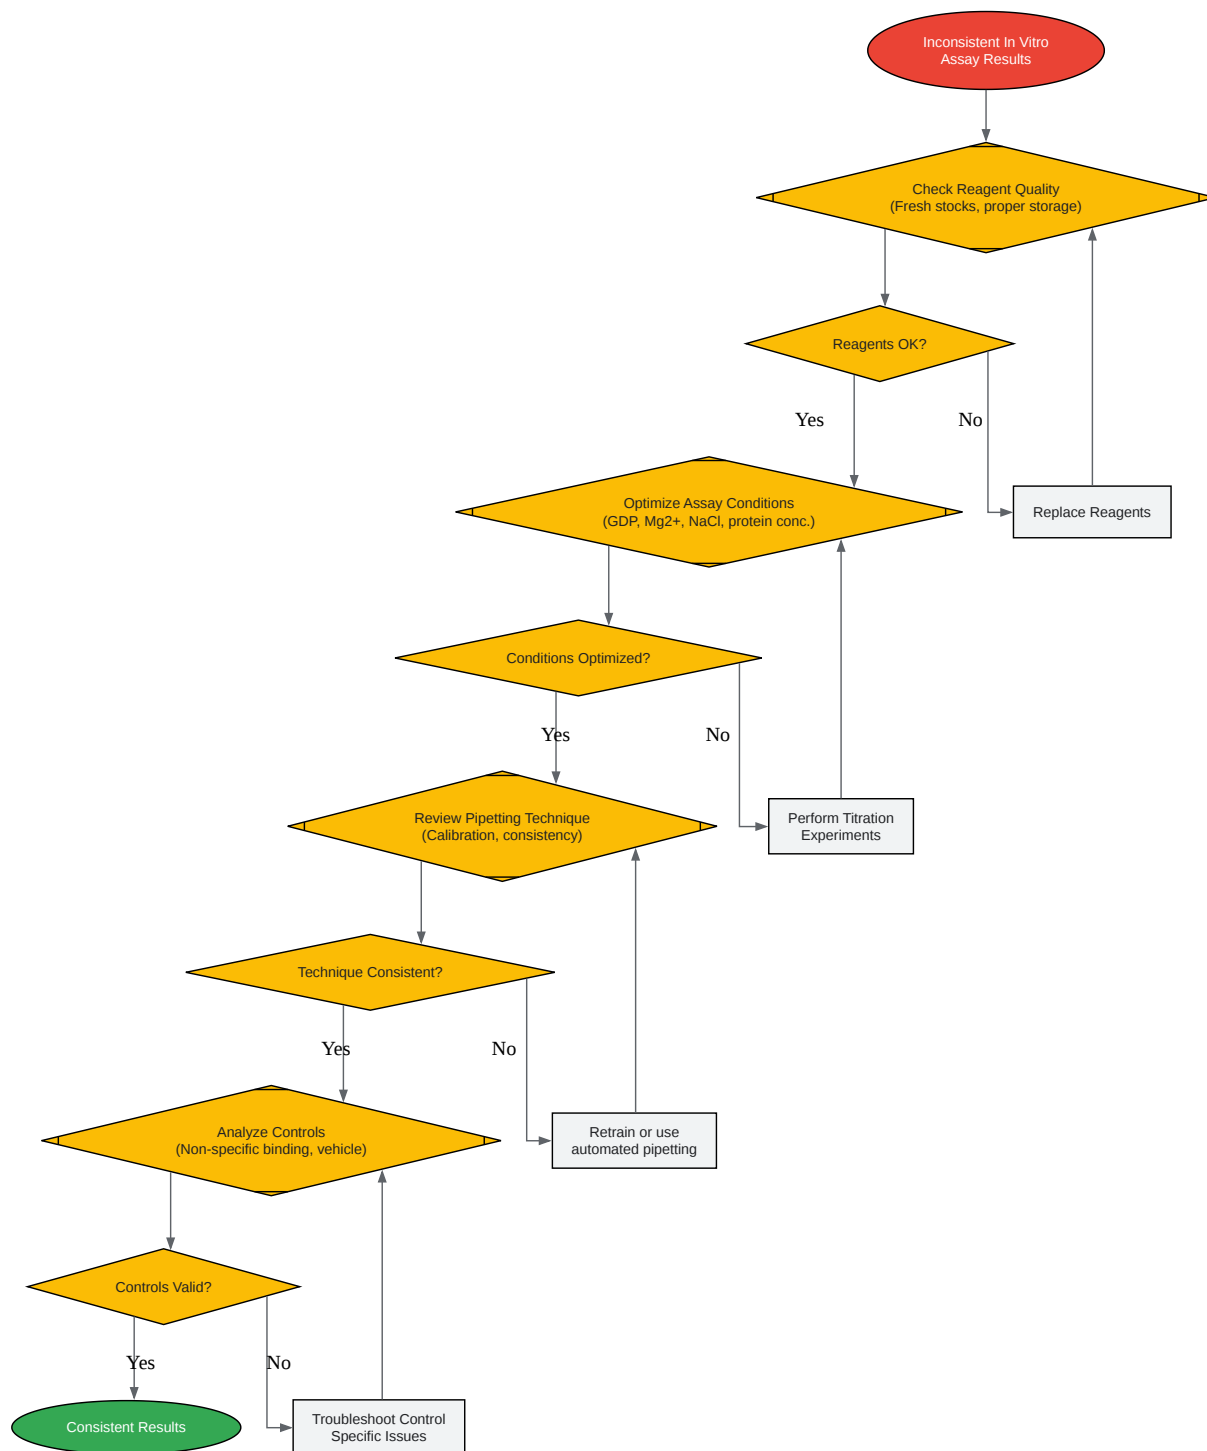 Inconsistent In Vitro
Assay Results
Check Reagent Quality
(Fresh stocks, proper storage)
Reagents OK?
Yes
No
Optimize Assay Conditions
(GDP, Mg2+, NaCl, protein conc.)
Replace Reagents
Conditions Optimized?
Yes
No
Review Pipetting Technique
(Calibration, consistency)
Perform Titration
Experiments
Technique Consistent?
Yes
No
Analyze Controls
(Non-specific binding, vehicle)
Retrain or use
automated pipetting
Controls Valid?
Yes
No
Consistent Results
Troubleshoot Control
Specific Issues